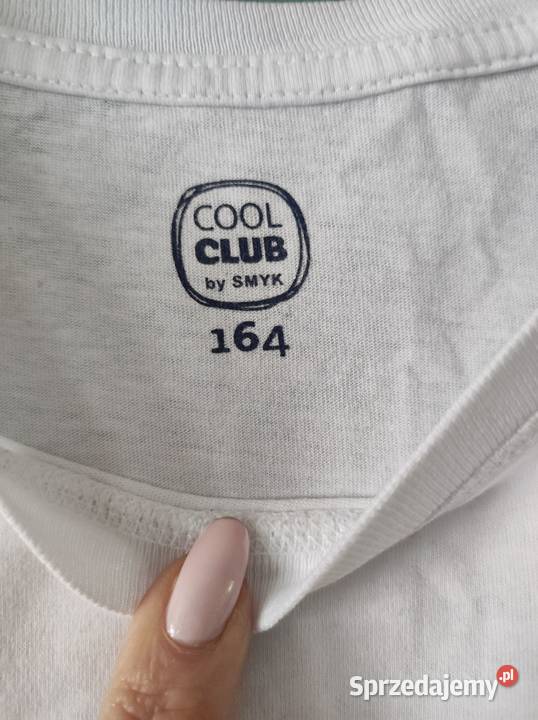 COOL
CLUB
by SMYK
164
Sprzedajemy.pl